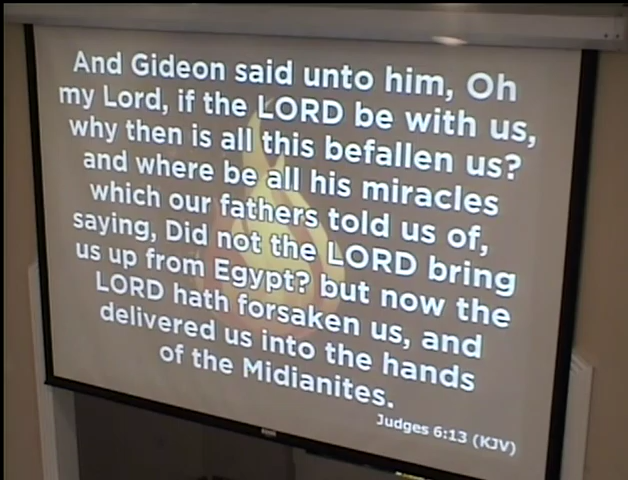 And Gideon said unto him, Oh
my Lord, if the LORD be with us,
why then is all this befallen us?
and where be all his miracles
which our fathers told us of,
saying, Did not the LORD bring
us up from Egypt? but now the
LORD hath forsaken us, and
delivered us into the hands
of the Midianites.
Judges 6:13 (KJV)